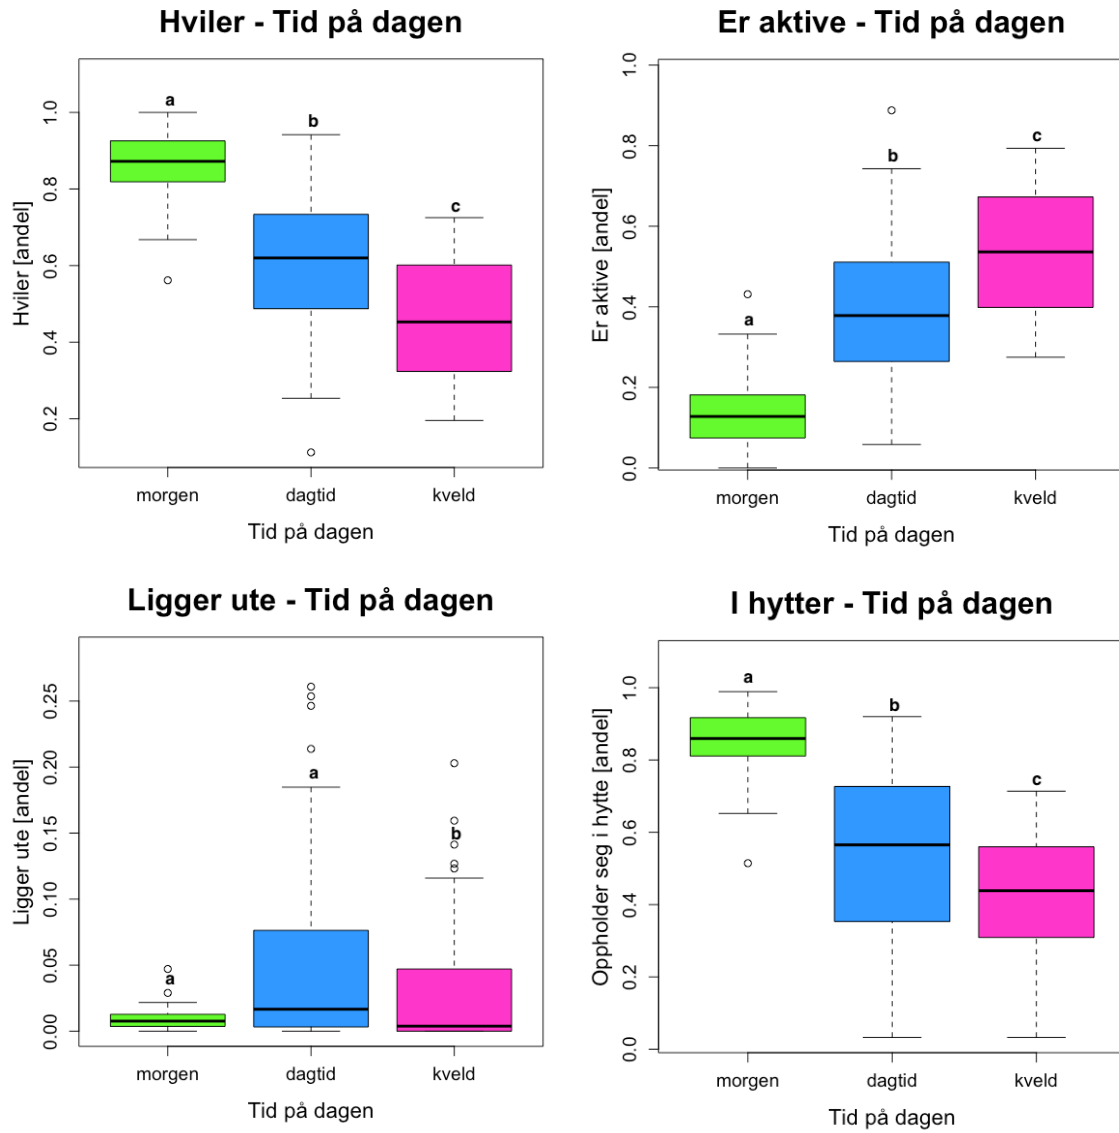 Hviler - Tid på dagen
Hviler [andel]
1.0
0.8
0.6
0.4
0.2
a
b
c
morgen dagtid kveld
Tid på dagen
Er aktive - Tid på dagen
Er aktive [andel]
1.0
0.8
0.6
0.4
0.2
0.0
a
b
c
morgen dagtid kveld
Tid på dagen
Ligger ute - Tid på dagen
Ligger ute [andel]
0.25
0.20
0.15
0.10
0.05
0.00
a
a
b
morgen dagtid kveld
Tid på dagen
I hytter - Tid på dagen
Oppholder seg i hytte [andel]
1.0
0.8
0.6
0.4
0.2
0.0
a
b
c
morgen dagtid kveld
Tid på dagen